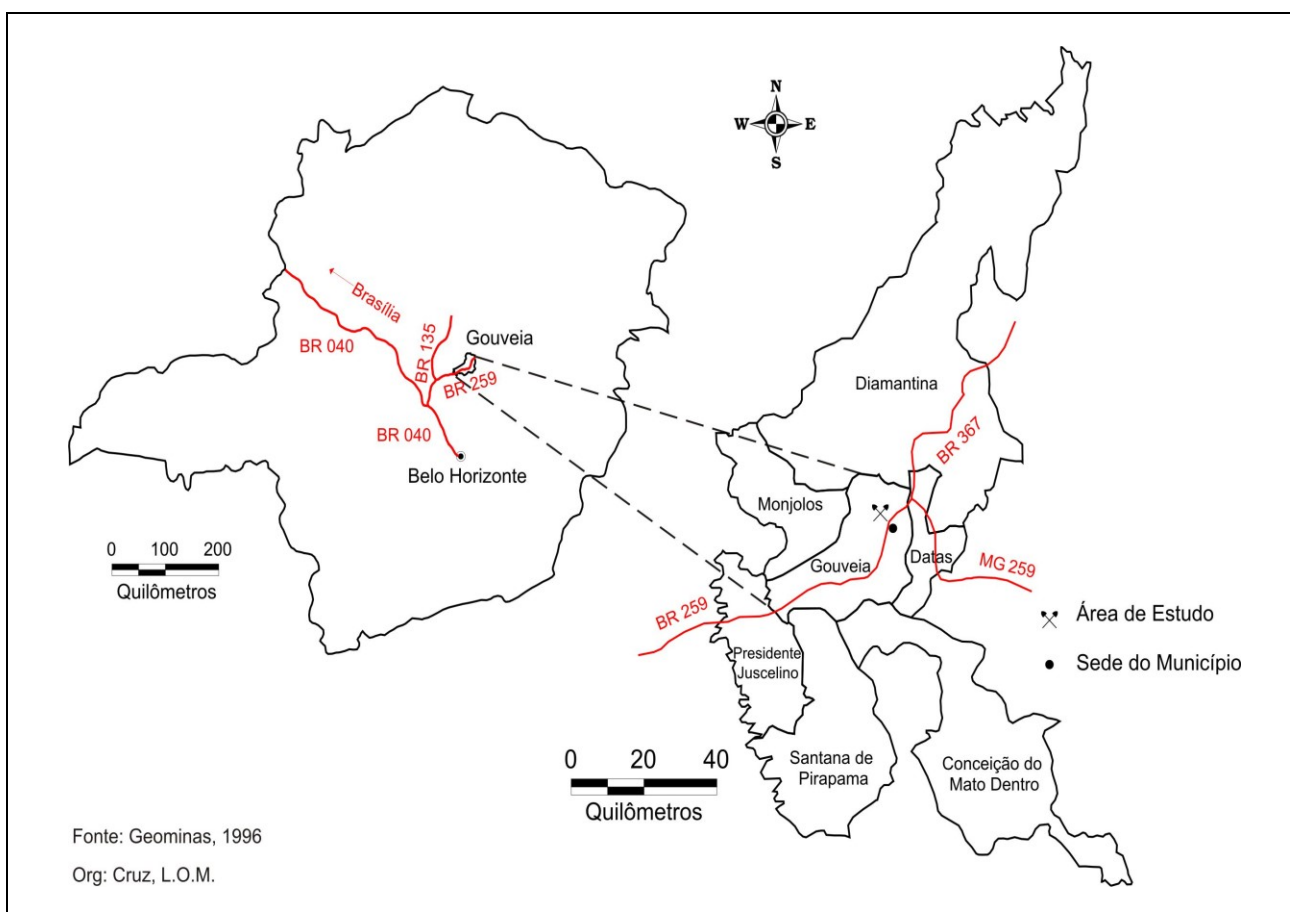 N
W E
S
Brasília
BR 040
BR 135
Gouveia
BR 259
BR 040
Belo Horizonte
0 100 200
Quilômetros
Diamantina
BR 367
Monjolos
Gouveia
Datas
MG 259
BR 259
Presidente
Juscelino
Santana de
Pirapama
Conceição do
Mato Dentro
Área de Estudo
Sede do Município
0 20 40
Quilômetros
Fonte: Geominas, 1996
Org: Cruz, L.O.M.